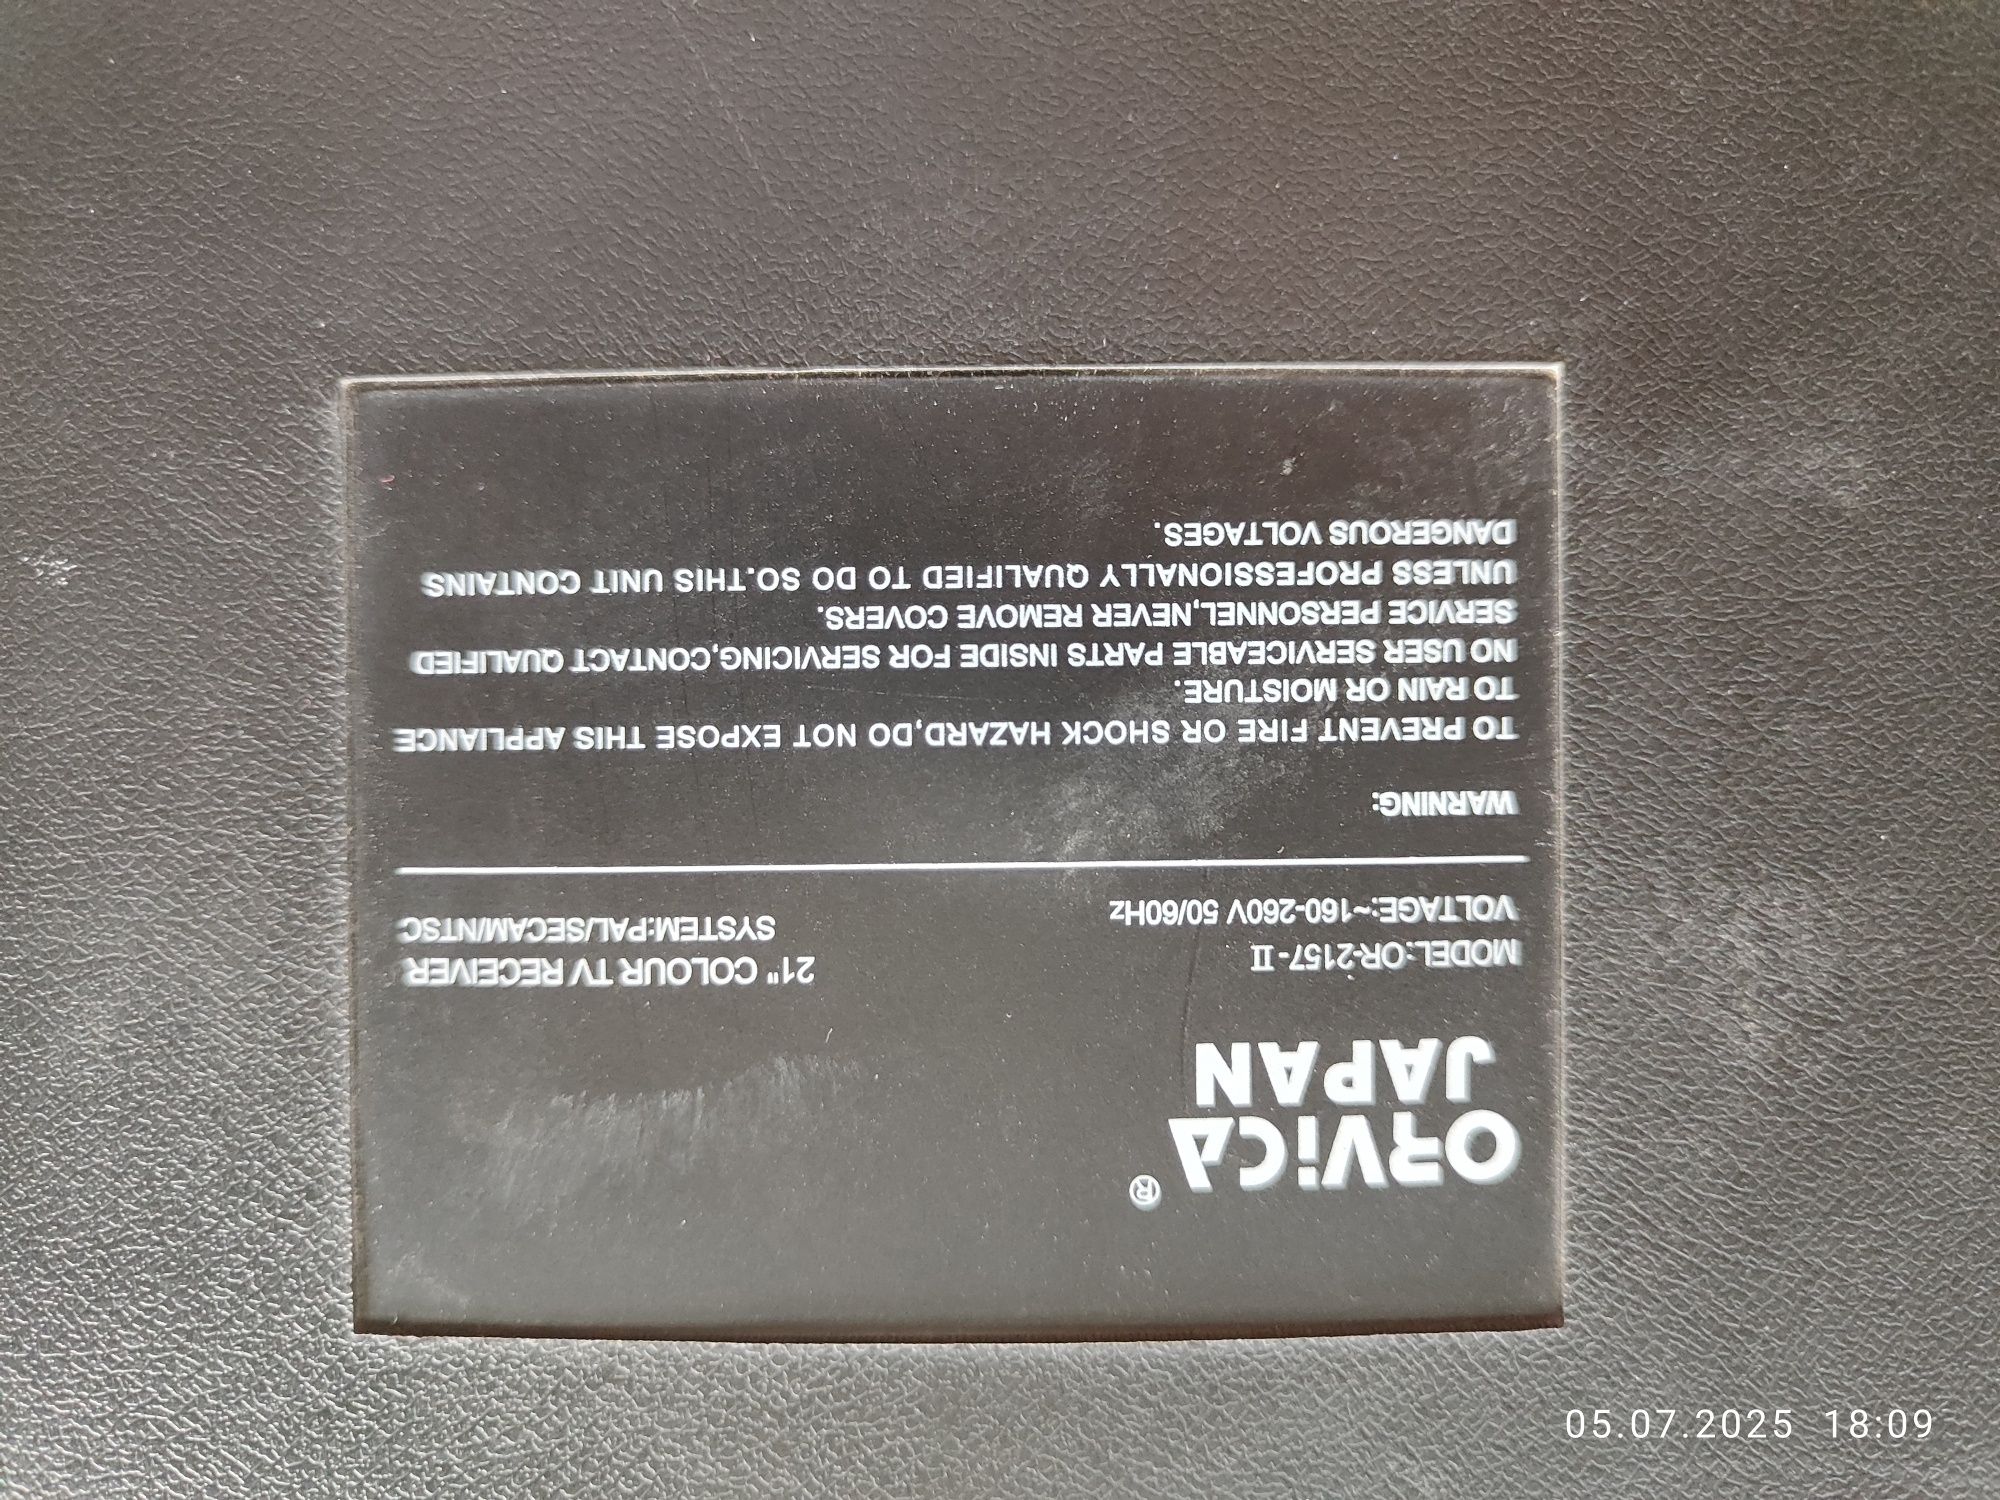 ORViCA ®
JAPAN
MODEL:OR-2157-II
21" COLOUR TV RECEIVER
VOLTAGE:~160-260V 50/60Hz
SYSTEM:PAL/SECAM/NTSC
WARNING:
TO PREVENT FIRE OR SHOCK HAZARD,DO NOT EXPOSE THIS APPLIANCE
TO RAIN OR MOISTURE.
NO USER SERVICEABLE PARTS INSIDE FOR SERVICING,CONTACT QUALIFIED
SERVICE PERSONNEL,NEVER REMOVE COVERS.
UNLESS PROFESSIONALLY QUALIFIED TO DO SO.THIS UNIT CONTAINS
DANGEROUS VOLTAGES.
05.07.2025 18:09